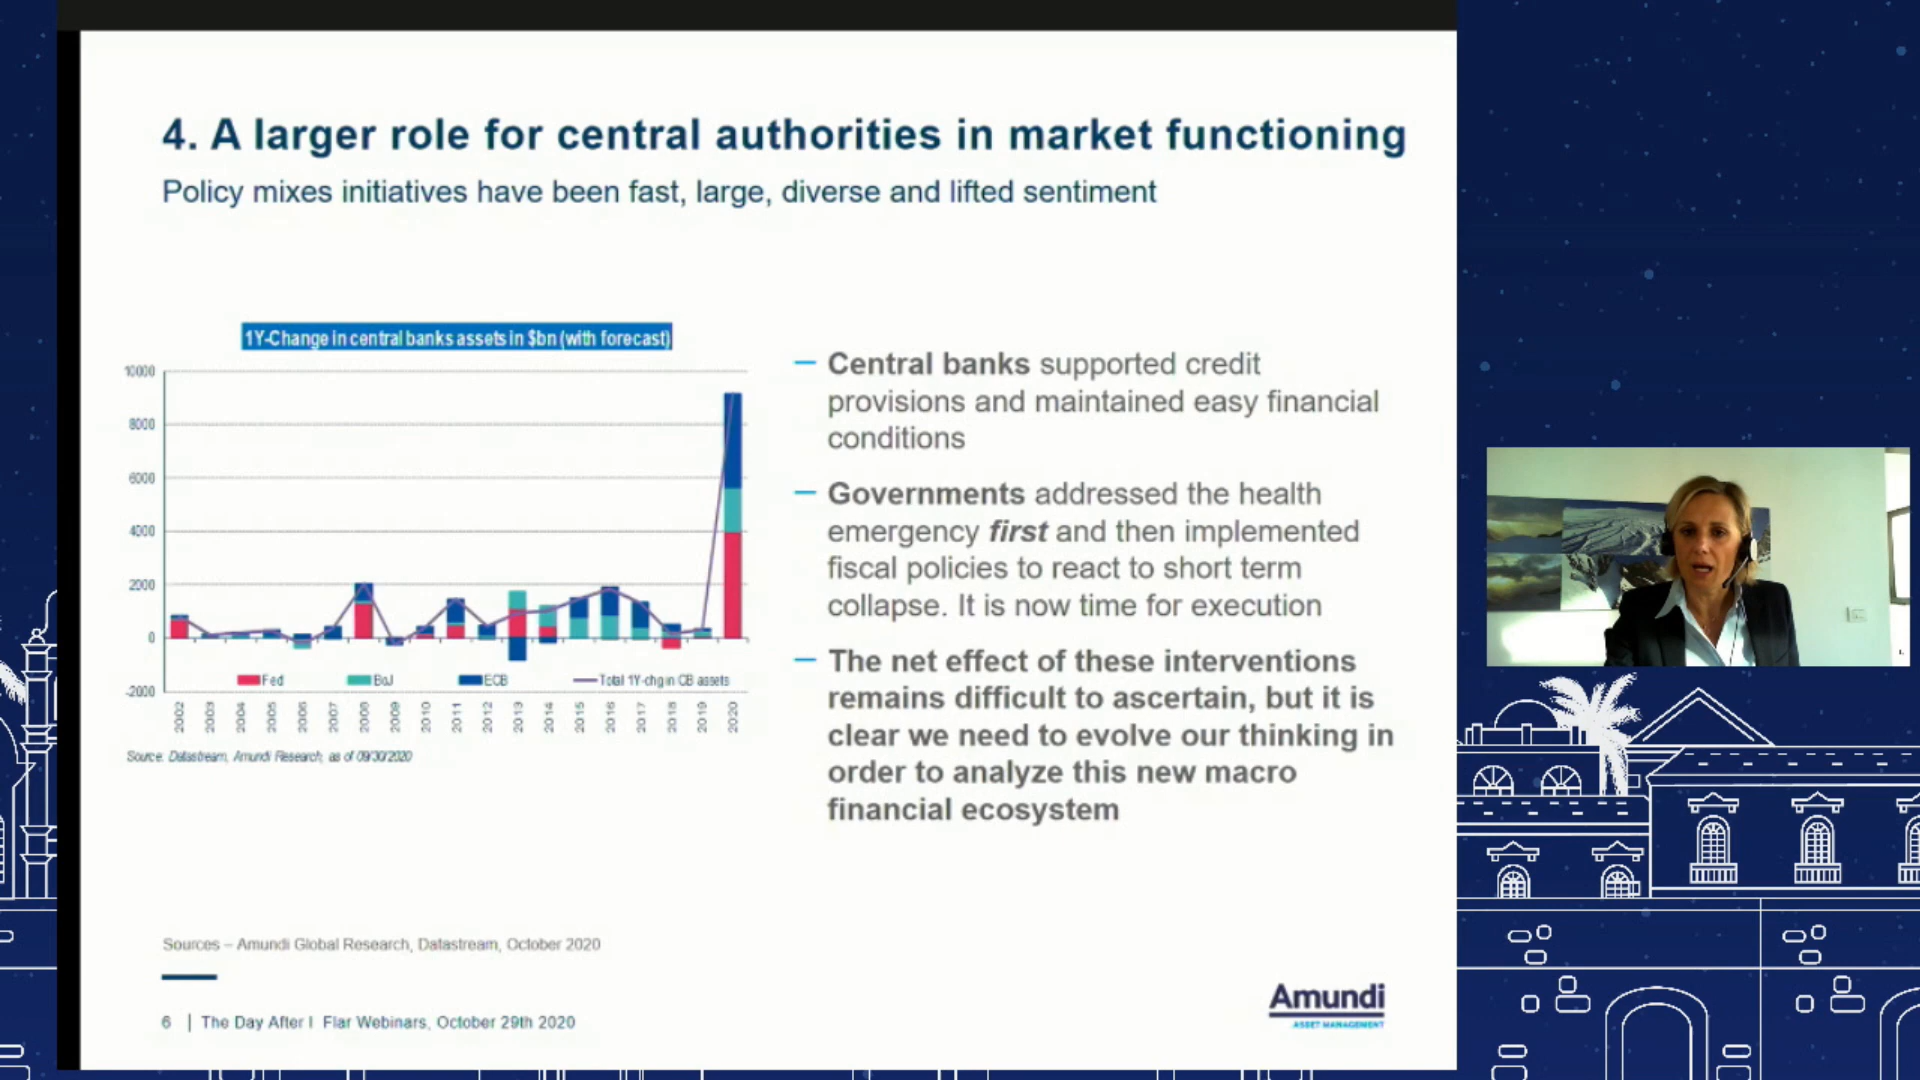 4. A larger role for central authorities in market functioning
Policy mixes initiatives have been fast, large, diverse and lifted sentiment
1Y-Change in central banks assets in $bn (with forecast)
10000
8000
6000
4000
2000
0
-2000
Fed
BoJ
ECB
Total 1Y-chg in CB assets
2002
2003
2004
2005
2006
2007
2008
2009
2010
2011
2012
2013
2014
2015
2016
2017
2018
2019
2020
Source: Datastream, Amundi Research, as of 09/30/2020
– Central banks supported credit
provisions and maintained easy financial
conditions
– Governments addressed the health
emergency first and then implemented
fiscal policies to react to short term
collapse. It is now time for execution
– The net effect of these interventions
remains difficult to ascertain, but it is
clear we need to evolve our thinking in
order to analyze this new macro
financial ecosystem
Sources – Amundi Global Research, Datastream, October 2020
6 | The Day After I Flar Webinars, October 29th 2020
Amundi
ASSET MANAGEMENT